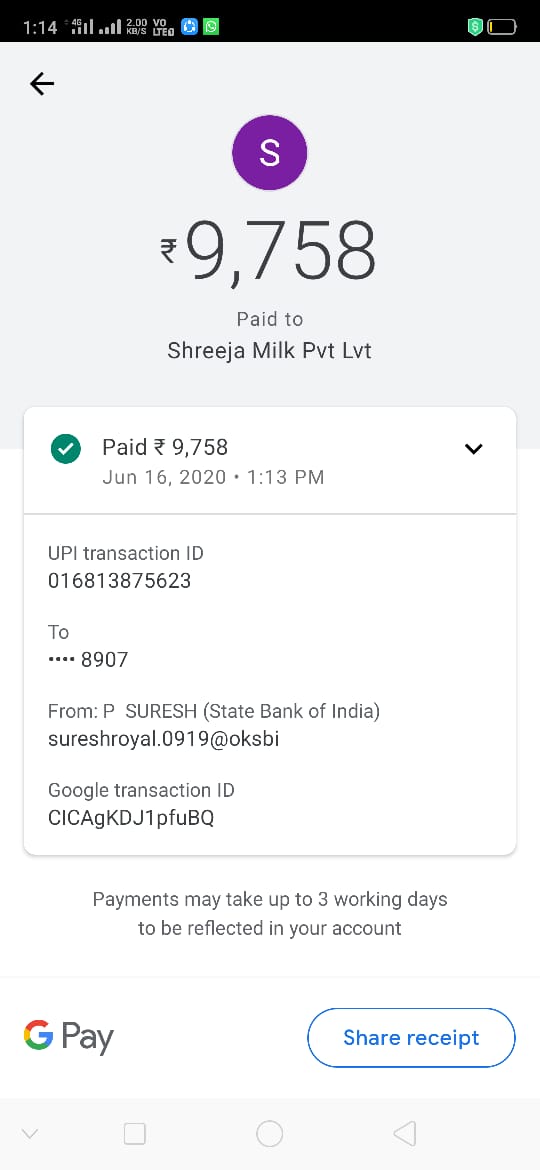 1:14 4G 2.00 KB/S VO LTE
S
₹9,758
Paid to
Shreeja Milk Pvt Lvt
Paid ₹ 9,758
Jun 16, 2020 • 1:13 PM
UPI transaction ID
016813875623
To
•••• 8907
From: P  SURESH (State Bank of India)
sureshroyal.0919@oksbi
Google transaction ID
CICAgKDJ1pfuBQ
Payments may take up to 3 working days
to be reflected in your account
G Pay
Share receipt